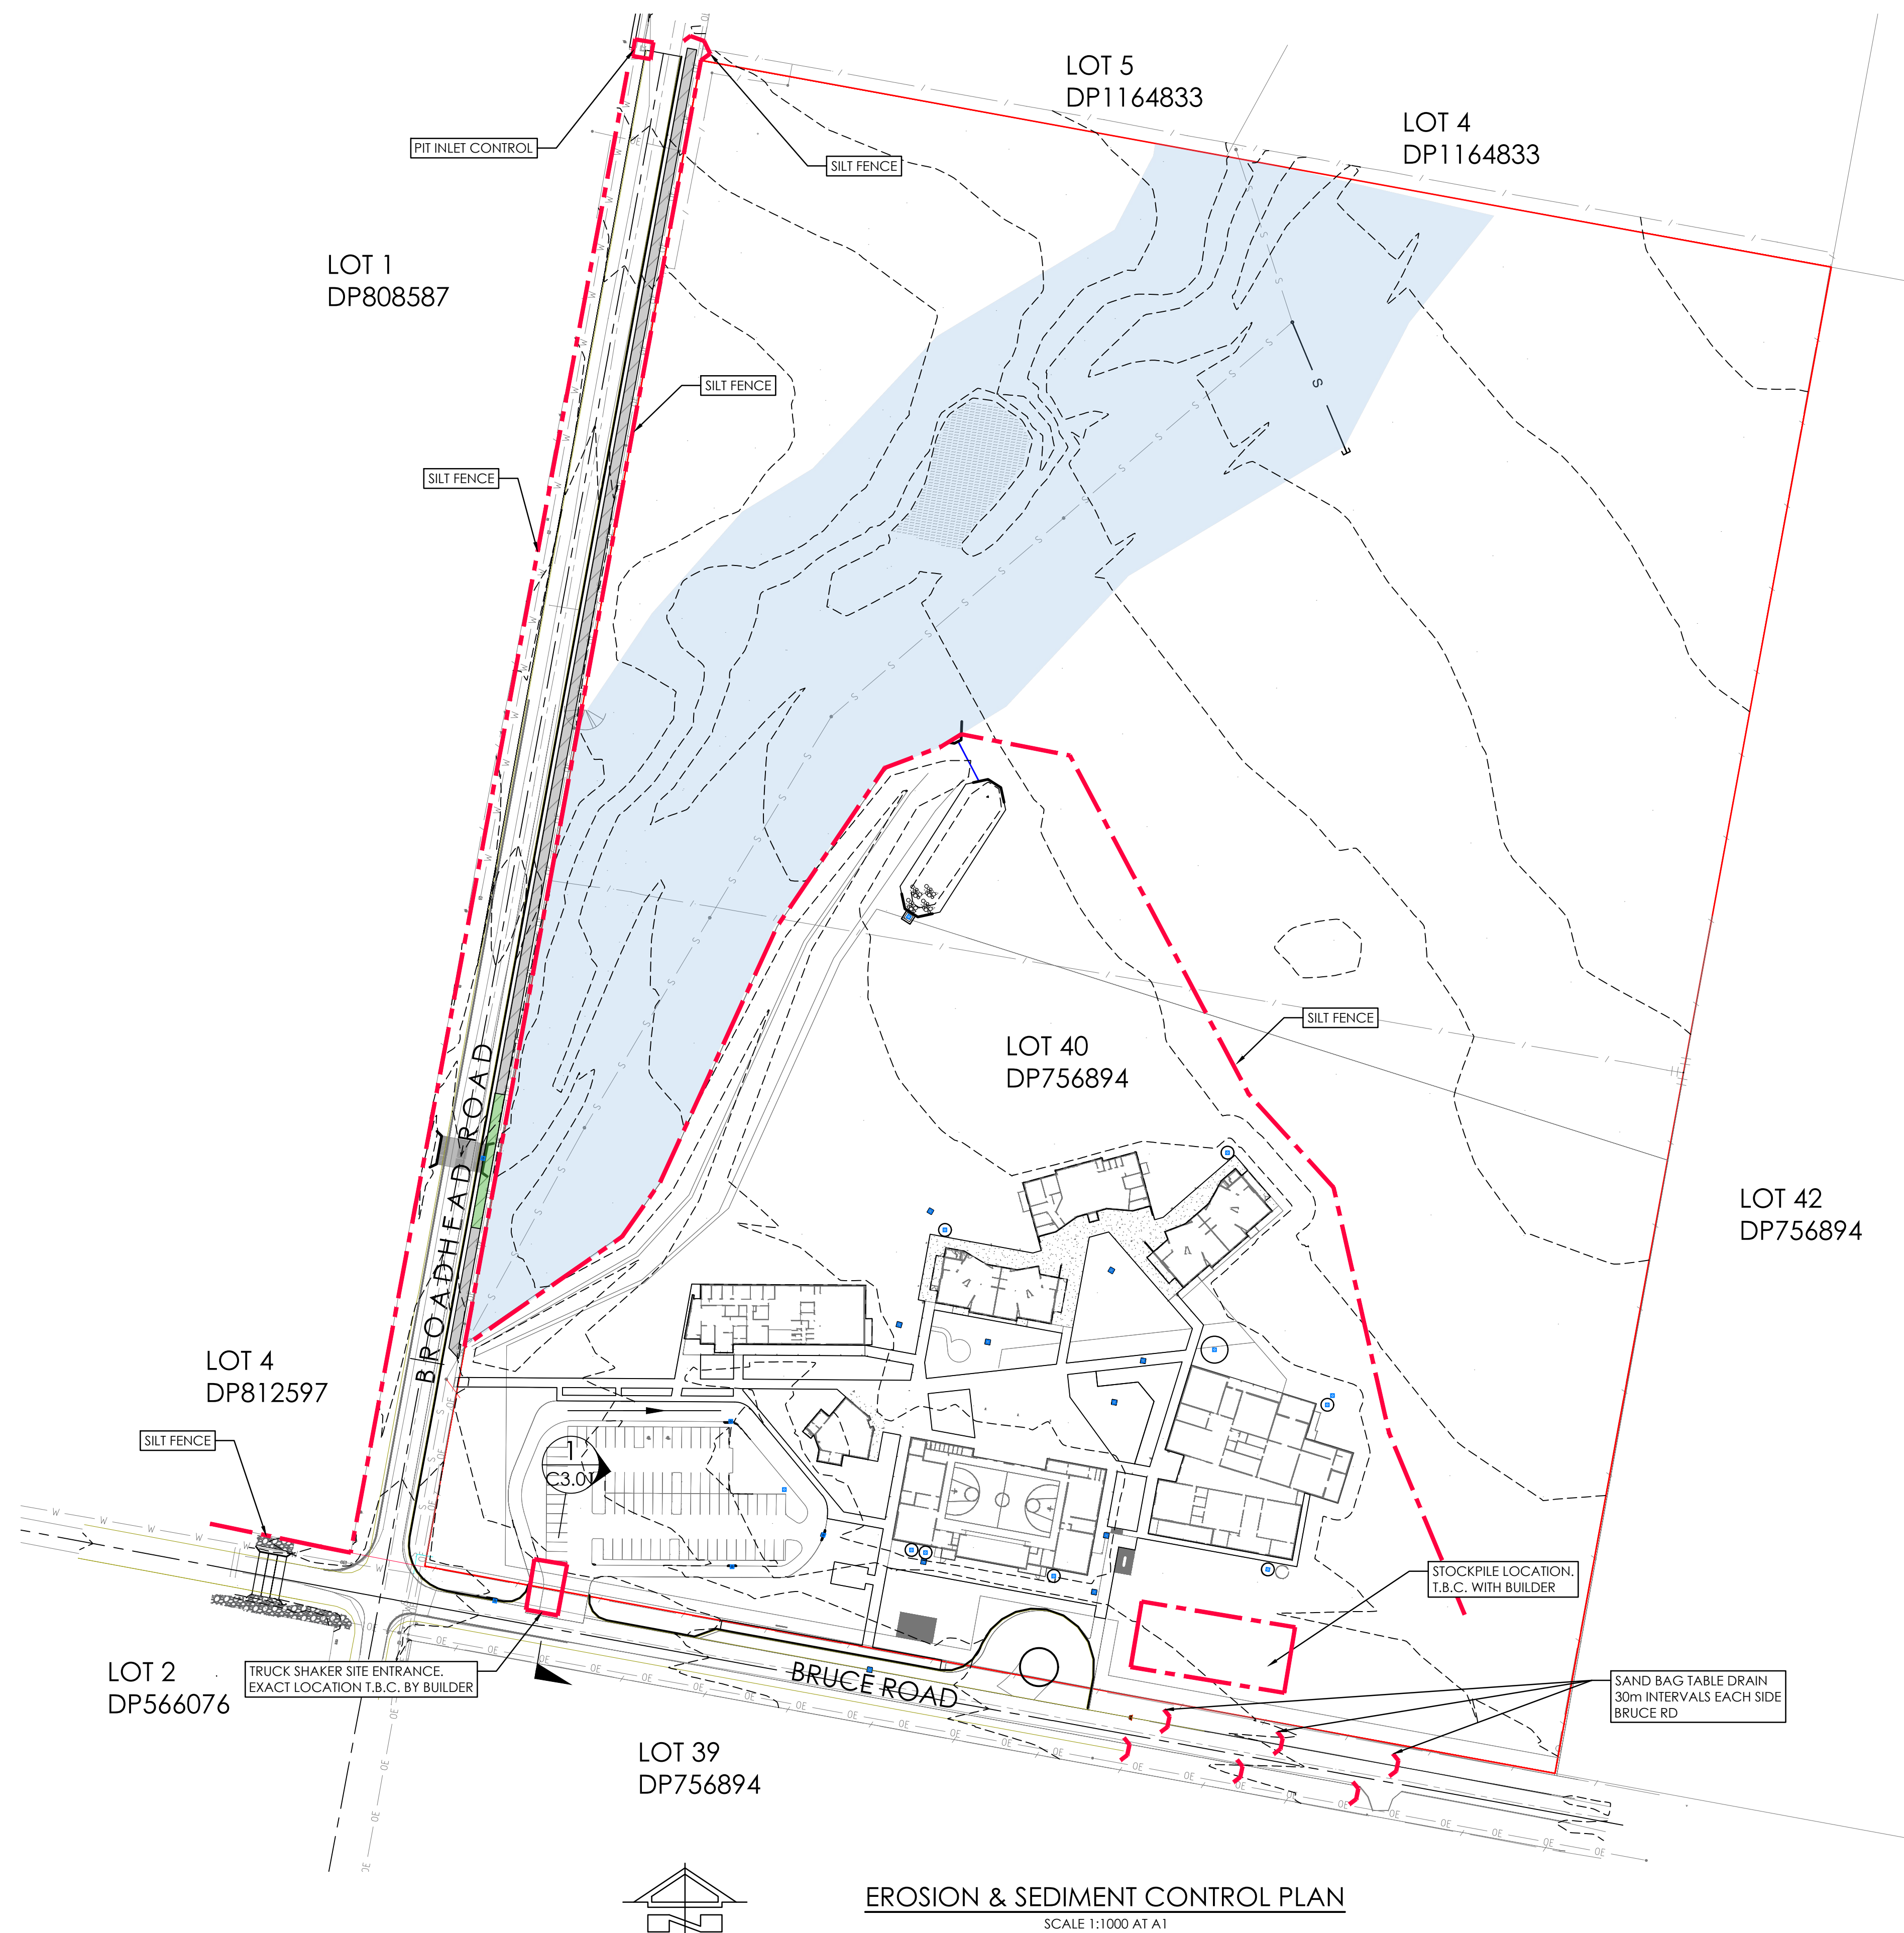 LOT 5
DP1164833
LOT 4
DP1164833
PIT INLET CONTROL
SILT FENCE
LOT 1
DP808587
SILT FENCE
SILT FENCE
S
LOT 40
DP756894
SILT FENCE
BROADHEAD ROAD
LOT 42
DP756894
LOT 4
DP812597
SILT FENCE
1
C3.01
STOCKPILE LOCATION.
T.B.C. WITH BUILDER
LOT 2
DP566076
TRUCK SHAKER SITE ENTRANCE.
EXACT LOCATION T.B.C. BY BUILDER
BRUCE ROAD
SAND BAG TABLE DRAIN
30m INTERVALS EACH SIDE
BRUCE RD
LOT 39
DP756894
EROSION & SEDIMENT CONTROL PLAN
SCALE 1:1000 AT A1